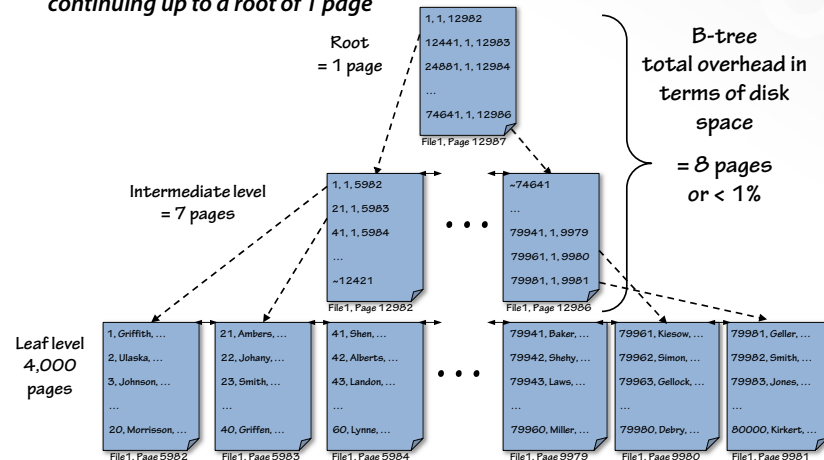 continuing up to a root of 1 page
Root
= 1 page
1, 1, 12982
12441, 1, 12983
24881, 1, 12984
...
74641, 1, 12986
File1, Page 12987
B-tree
total overhead in
terms of disk
space
= 8 pages
or < 1%
Intermediate level
= 7 pages
1, 1, 5982
21, 1, 5983
41, 1, 5984
...
~12421
File1, Page 12982
• • •
~74641
...
79941, 1, 9979
79961, 1, 9980
79981, 1, 9981
File1, Page 12986
Leaf level
4,000
pages
1, Griffith, ...
2, Ulaska, ...
3, Johnson, ...
...
20, Morrisson, ...
File1, Page 5982
21, Ambers, ...
22, Johany, ...
23, Smith, ...
...
40, Griffen, ...
File1, Page 5983
41, Shen, ...
42, Alberts, ...
43, Landon, ...
...
60, Lynne, ...
File1, Page 5984
• • •
79941, Baker, ...
79942, Shehy, ...
79943, Laws, ...
...
79960, Miller, ...
File1, Page 9979
79961, Kiesow, ...
79962, Simon, ...
79963, Gellock, ...
...
79980, Debry, ...
File1, Page 9980
79981, Geller, ...
79982, Smith, ...
79983, Jones, ...
...
80000, Kirkert, ...
File1, Page 9981